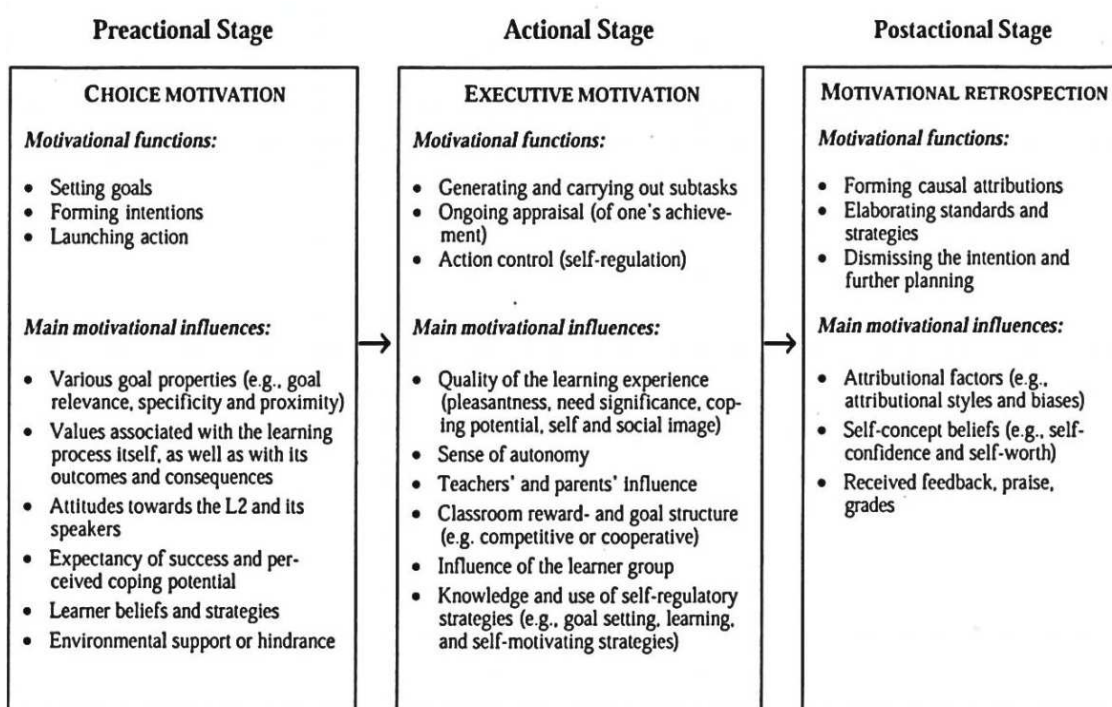 Preactional Stage
CHOICE MOTIVATION
Motivational functions:
• Setting goals
• Forming intentions
• Launching action
Main motivational influences:
• Various goal properties (e.g., goal
relevance, specificity and proximity)
• Values associated with the learning
process itself, as well as with its
outcomes and consequences
• Attitudes towards the L2 and its
speakers
• Expectancy of success and per-
ceived coping potential
• Learner beliefs and strategies
• Environmental support or hindrance
→
Actional Stage
EXECUTIVE MOTIVATION
Motivational functions:
• Generating and carrying out subtasks
• Ongoing appraisal (of one's achieve-
ment)
• Action control (self-regulation)
Main motivational influences:
• Quality of the learning experience
(pleasantness, need significance, cop-
ing potential, self and social image)
• Sense of autonomy
• Teachers' and parents' influence
• Classroom reward- and goal structure
(e.g. competitive or cooperative)
• Influence of the learner group
• Knowledge and use of self-regulatory
strategies (e.g., goal setting, learning,
and self-motivating strategies)
→
Postactional Stage
MOTIVATIONAL RETROSPECTION
Motivational functions:
• Forming causal attributions
• Elaborating standards and
strategies
• Dismissing the intention and
further planning
Main motivational influences:
• Attributional factors (e.g.,
attributional styles and biases)
• Self-concept beliefs (e.g., self-
confidence and self-worth)
• Received feedback, praise,
grades